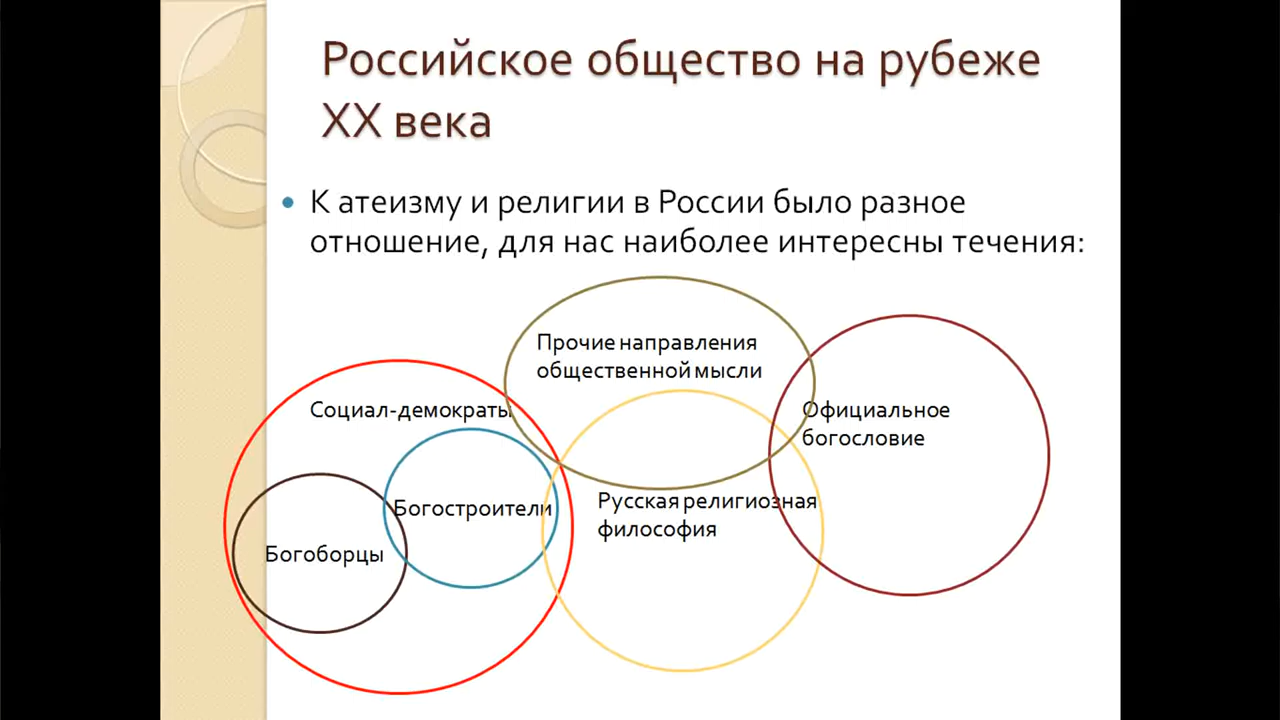 Российское общество на рубеже
XX века
К атеизму и религии в России было разное
отношение, для нас наиболее интересны течения:
Прочие направления
общественной мысли
Социал-демократы
Официальное
богословие
Богостроители
Русская религиозная
философия
Богоборцы